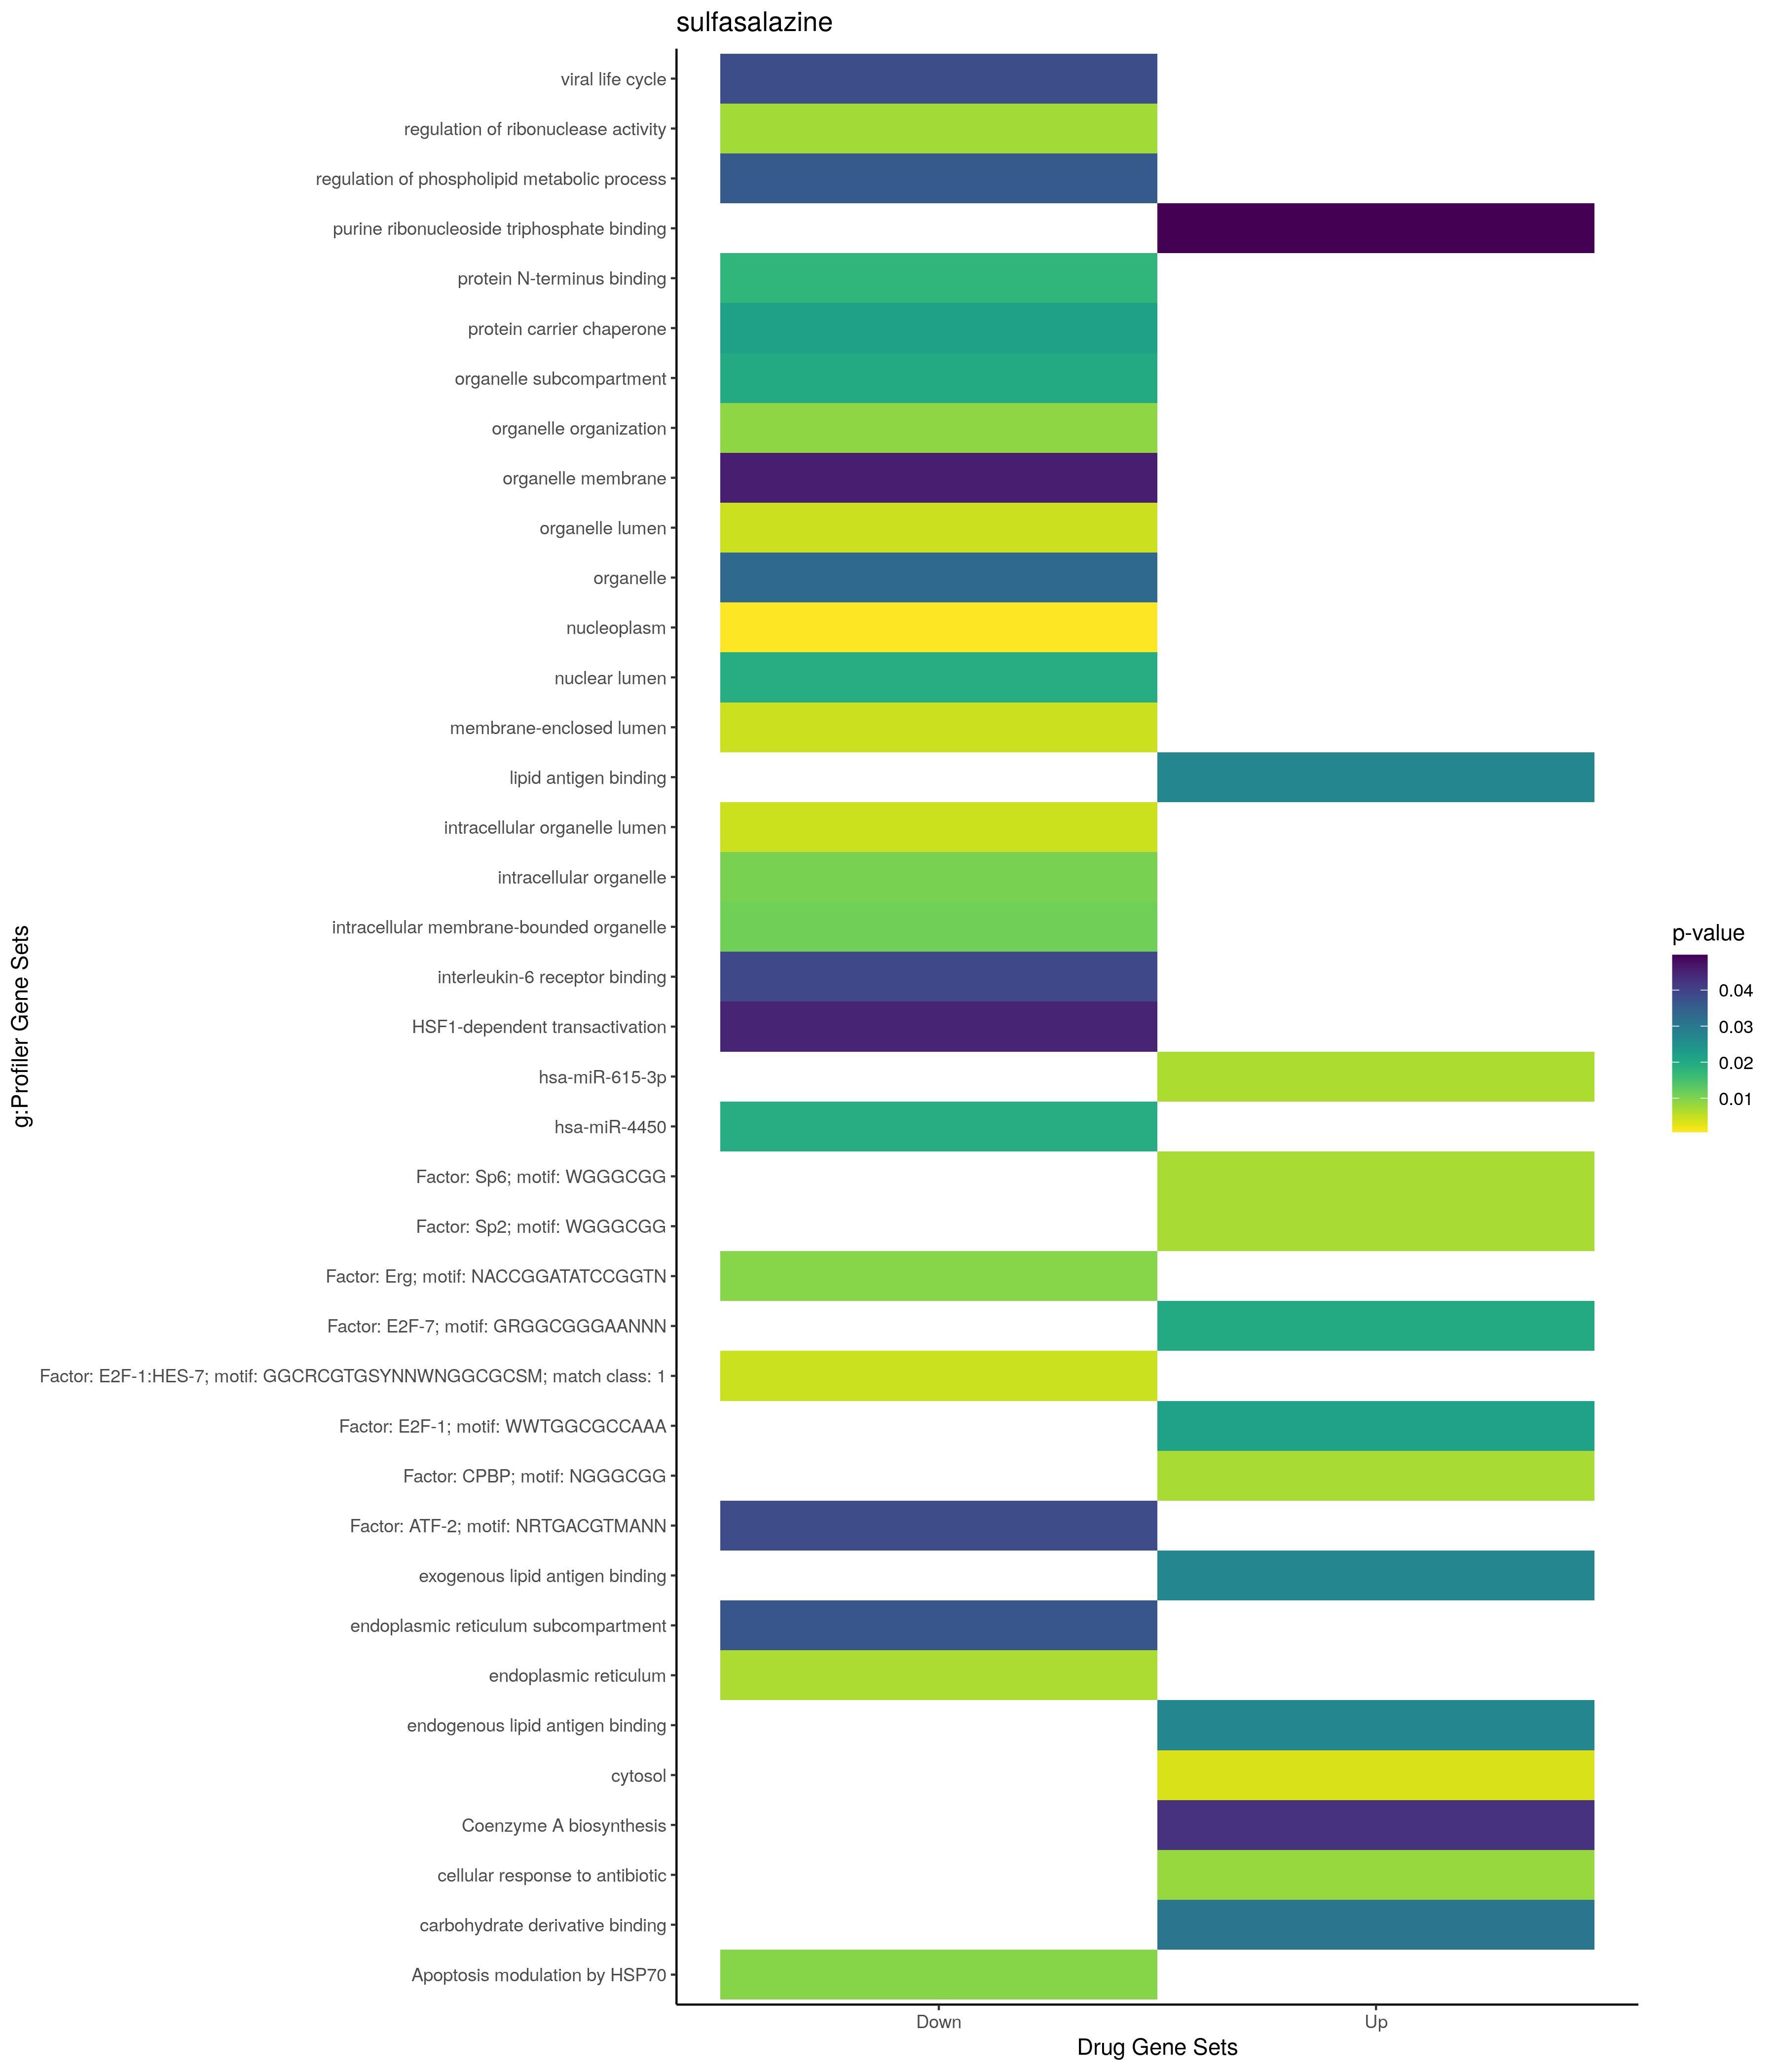 sulfasalazine
viral life cycle
regulation of ribonuclease activity
regulation of phospholipid metabolic process
purine ribonucleoside triphosphate binding
protein N-terminus binding
protein carrier chaperone
organelle subcompartment
organelle organization
organelle membrane
organelle lumen
organelle
nucleoplasm
nuclear lumen
membrane-enclosed lumen
lipid antigen binding
intracellular organelle lumen
intracellular organelle
intracellular membrane-bounded organelle
interleukin-6 receptor binding
HSF1-dependent transactivation
hsa-miR-615-3p
hsa-miR-4450
Factor: Sp6; motif: WGGGCGG
Factor: Sp2; motif: WGGGCGG
Factor: Erg; motif: NACCGGATATCCGGTN
Factor: E2F-7; motif: GRGGCGGGAANNN
Factor: E2F-1:HES-7; motif: GGCRCGTGSYNNWNGGCGCSM; match class: 1
Factor: E2F-1; motif: WWTGGCGCCAAA
Factor: CPBP; motif: NGGGCGG
Factor: ATF-2; motif: NRTGACGTMANN
exogenous lipid antigen binding
endoplasmic reticulum subcompartment
endoplasmic reticulum
endogenous lipid antigen binding
cytosol
Coenzyme A biosynthesis
cellular response to antibiotic
carbohydrate derivative binding
Apoptosis modulation by HSP70
g:Profiler Gene Sets
Down
Up
Drug Gene Sets
p-value
0.04
0.03
0.02
0.01